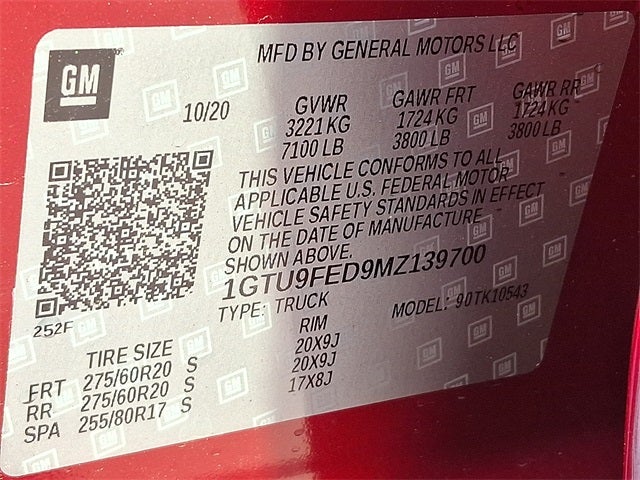 GM
MFD BY GENERAL MOTORS LLC
10/20
GVWR GAWR FRT GAWR RR
3221 KG 1724 KG 1724 KG
7100 LB 3800 LB 3800 LB
THIS VEHICLE CONFORMS TO ALL
APPLICABLE U.S. FEDERAL MOTOR
VEHICLE SAFETY STANDARDS IN EFFECT
ON THE DATE OF MANUFACTURE
SHOWN ABOVE.
1GTU9FED9MZ139700
TYPE: TRUCK MODEL: 90TK10543
252F
TIRE SIZE RIM
FRT 275/60R20 S 20X9J
RR 275/60R20 S 20X9J
SPA 255/80R17 S 17X8J